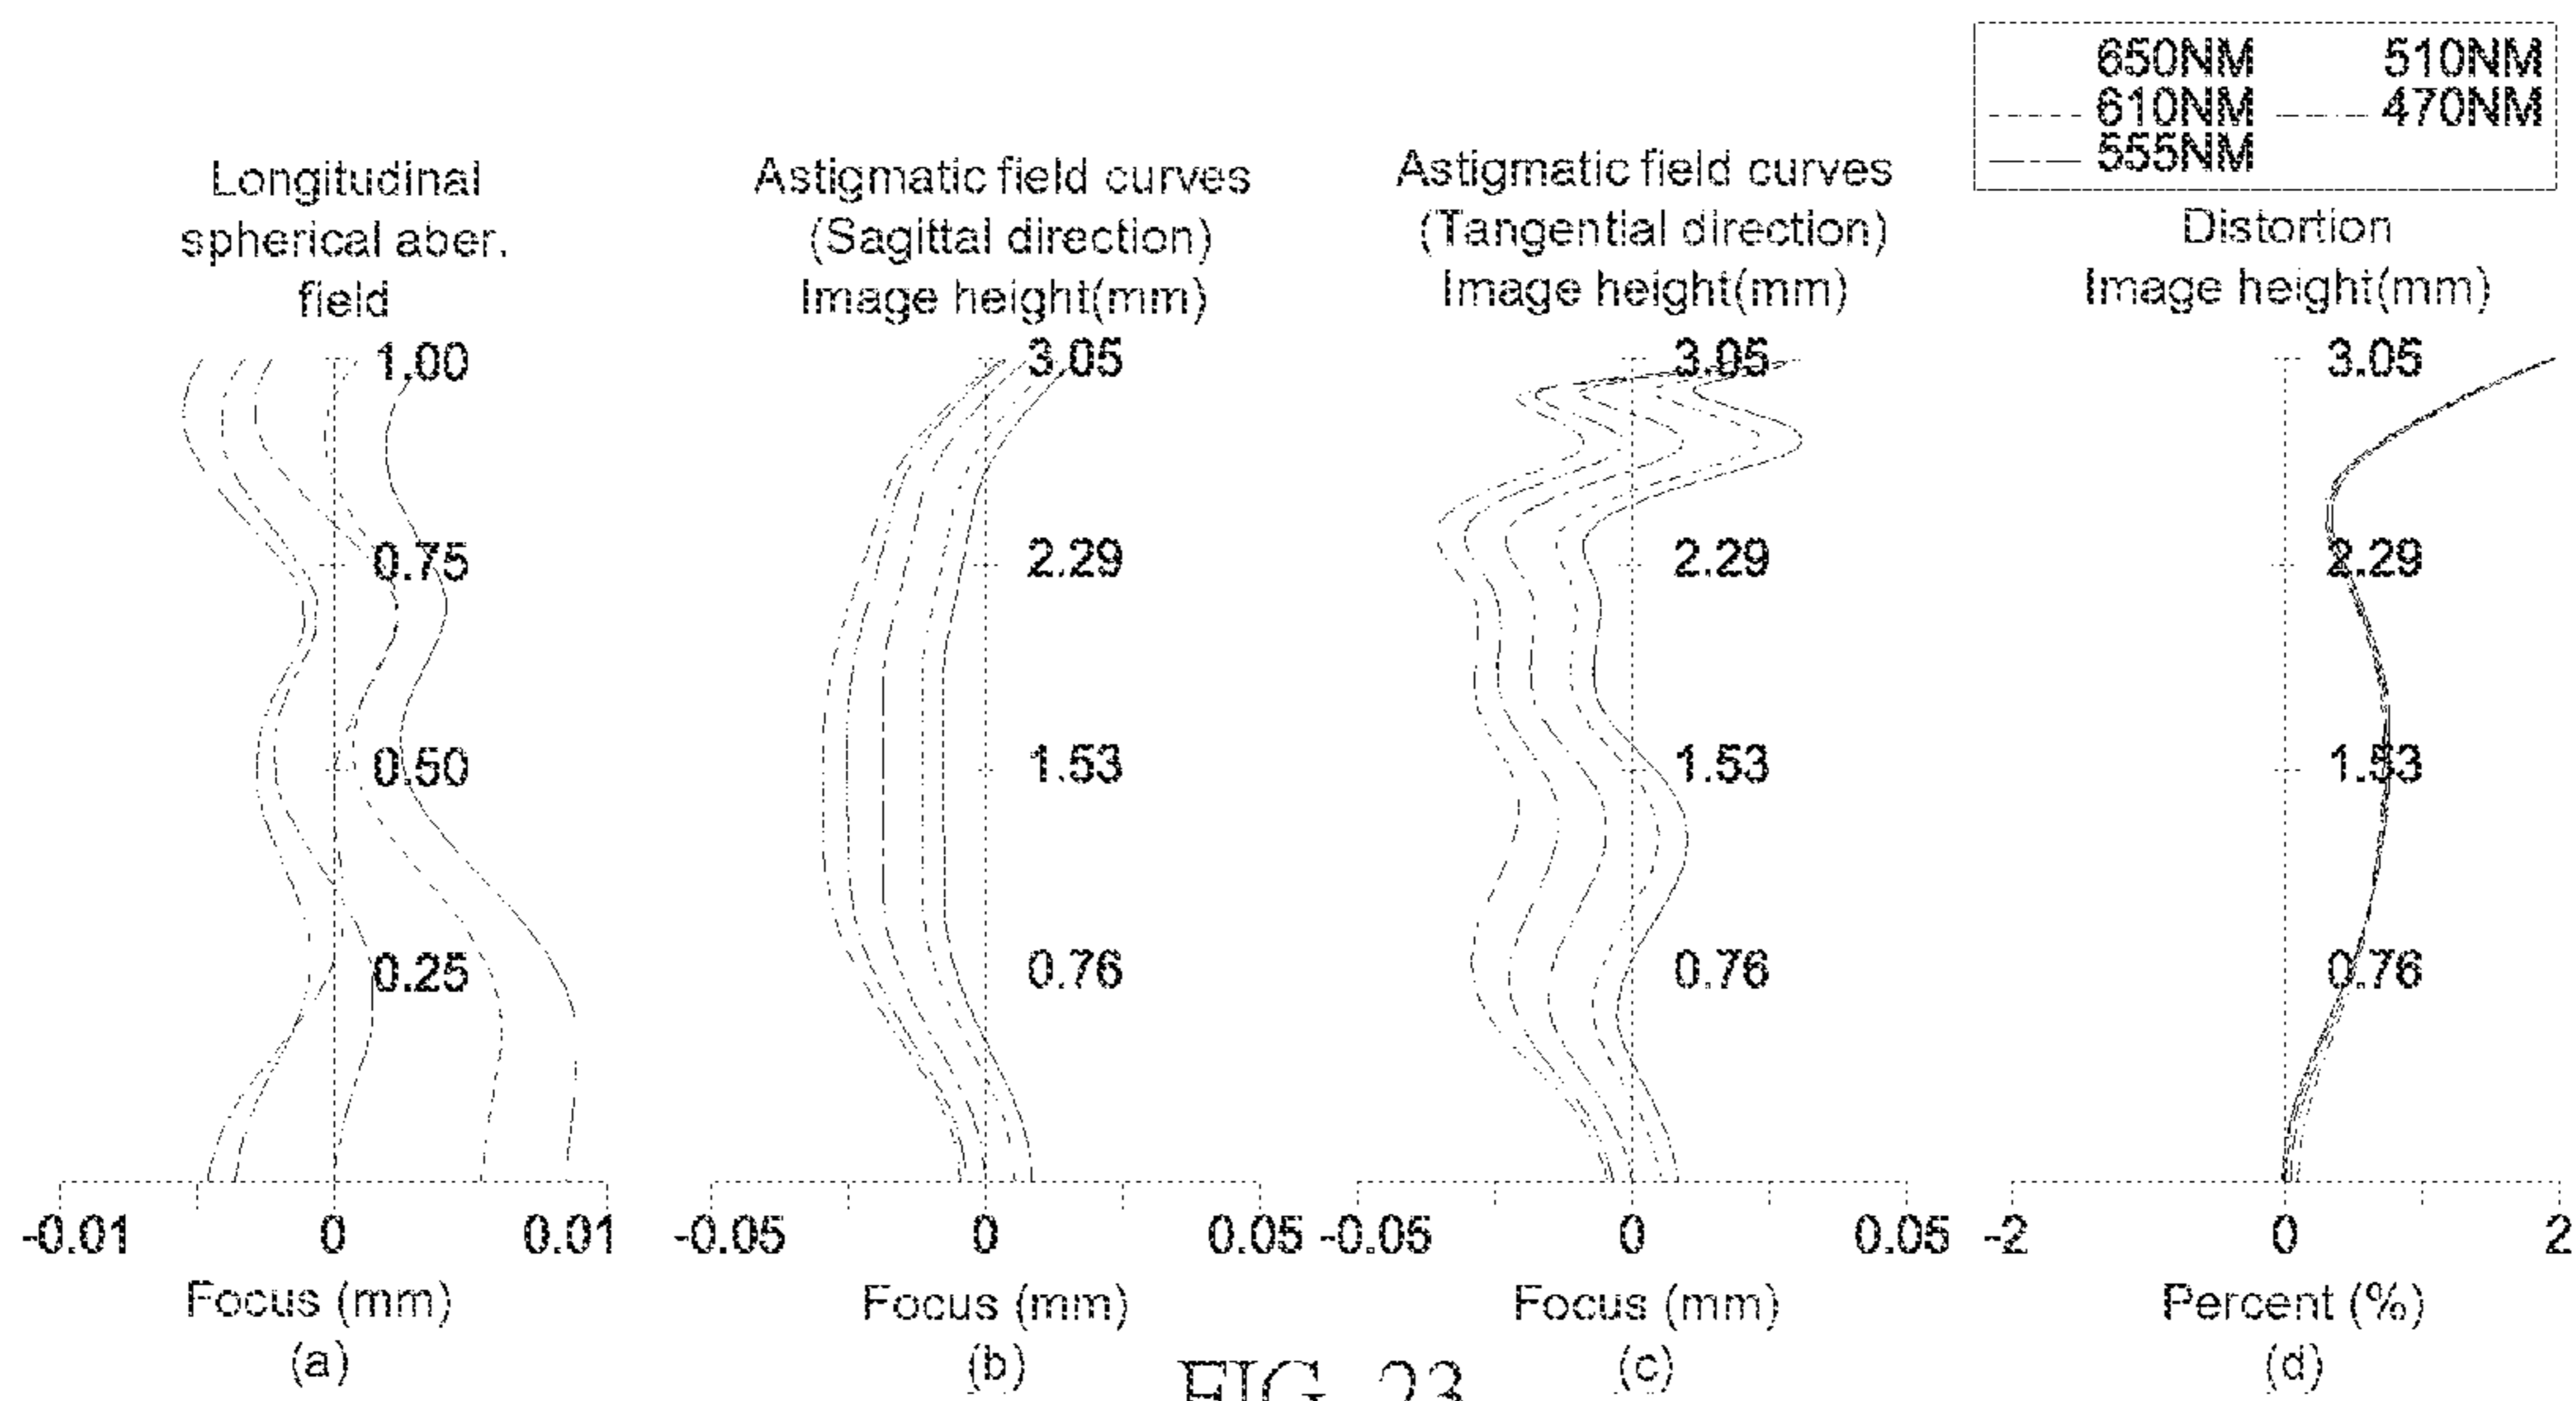 650NM 510NM
610NM 470NM
555NM
Longitudinal
spherical aber.
field
1.00
0.75
0.50
0.25
-0.01 0 0.01
Focus (mm)
(a)
Astigmatic field curves
(Sagittal direction)
Image height(mm)
3.05
2.29
1.53
0.76
-0.05 0 0.05
Focus (mm)
(b)
Astigmatic field curves
(Tangential direction)
Image height(mm)
3.05
2.29
1.53
0.76
-0.05 0 0.05
Focus (mm)
(c)
Distortion
Image height(mm)
3.05
2.29
1.53
0.76
-2 0 2
Percent (%)
(d)
FIG. 23